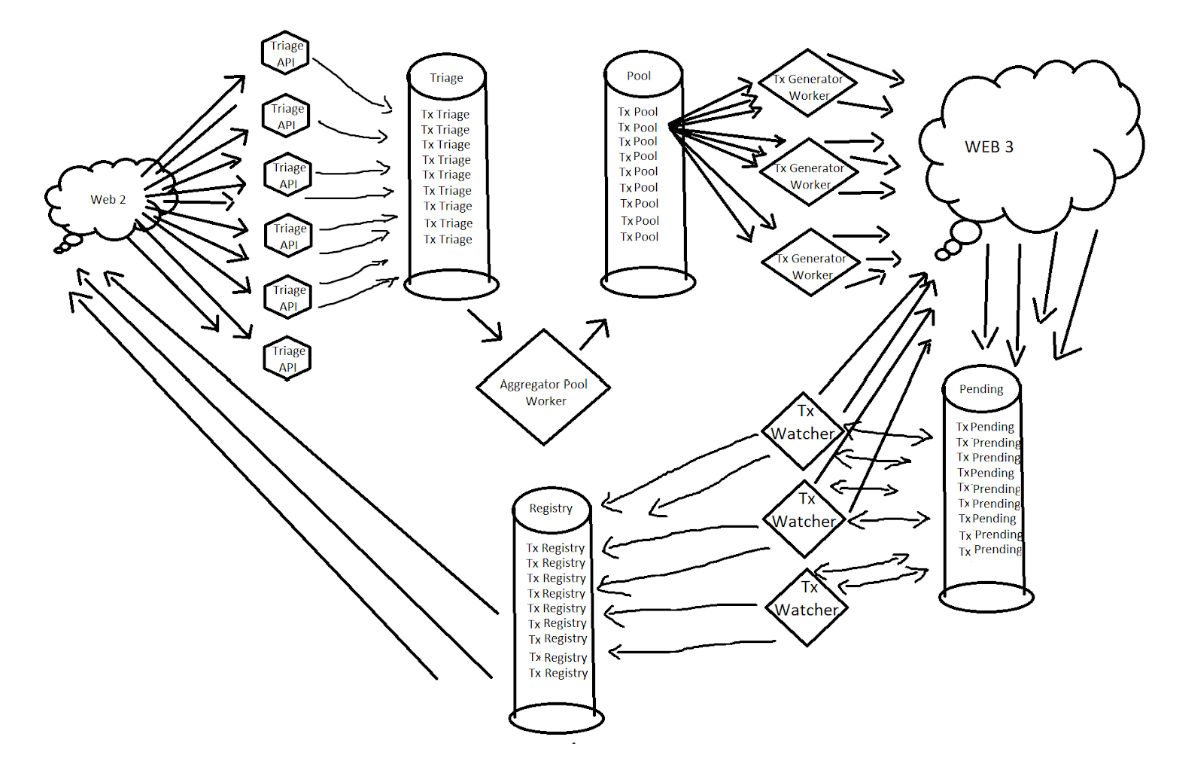 Triage
API
Triage
API
Triage
API
Triage
API
Triage
API
Triage
API
Web 2
Triage
Tx Triage
Tx Triage
Tx Triage
Tx Triage
Tx Triage
Tx Triage
Tx Triage
Tx Triage
Tx Triage
Aggregator Pool
Worker
Pool
Tx Pool
Tx Pool
Tx Pool
Tx Pool
Tx Pool
Tx Pool
Tx Pool
Tx Pool
Tx Pool
Tx Generator
Worker
Tx Generator
Worker
Tx Generator
Worker
WEB 3
Pending
Tx Pending
Tx Prending
Tx Prending
Tx Pending
Tx Prending
Tx Prending
Tx Pending
Tx Prending
Tx Prending
Tx
Watcher
Tx
Watcher
Tx
Watcher
Registry
Tx Registry
Tx Registry
Tx Registry
Tx Registry
Tx Registry
Tx Registry
Tx Registry
Tx Registry
Tx Registry